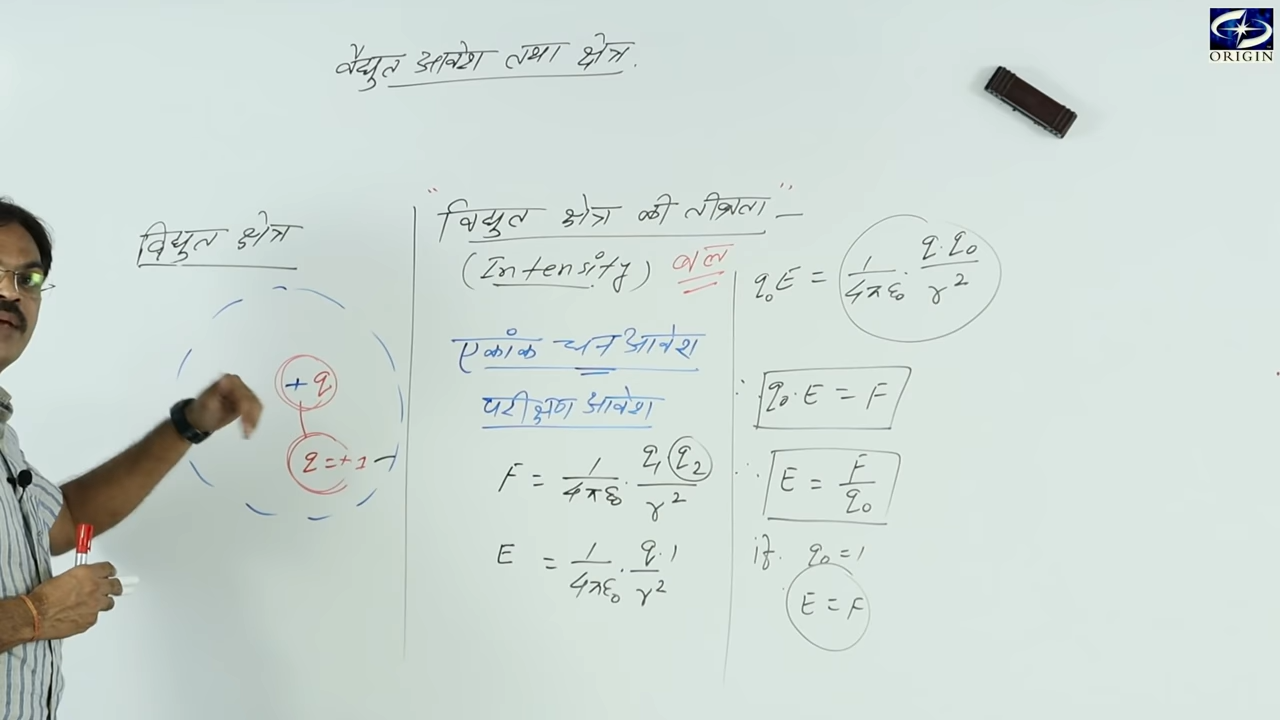 वैद्युत आवेश तथा क्षेत्र.
ORIGIN
विद्युत क्षेत्र
+ q
q = + 1
"विद्युत क्षेत्र की तीव्रता" –
(Intensity) बल
एकांक धन आवेश
परीक्षण आवेश
F = 1/4πε₀ · q₁ q₂/r²
E = 1/4πε₀ · q·1/r²
q₀E = 1/4πε₀ · q·q₀/r²
∴ q₀·E = F
∴ E = F/q₀
if. q₀ = 1
E = F